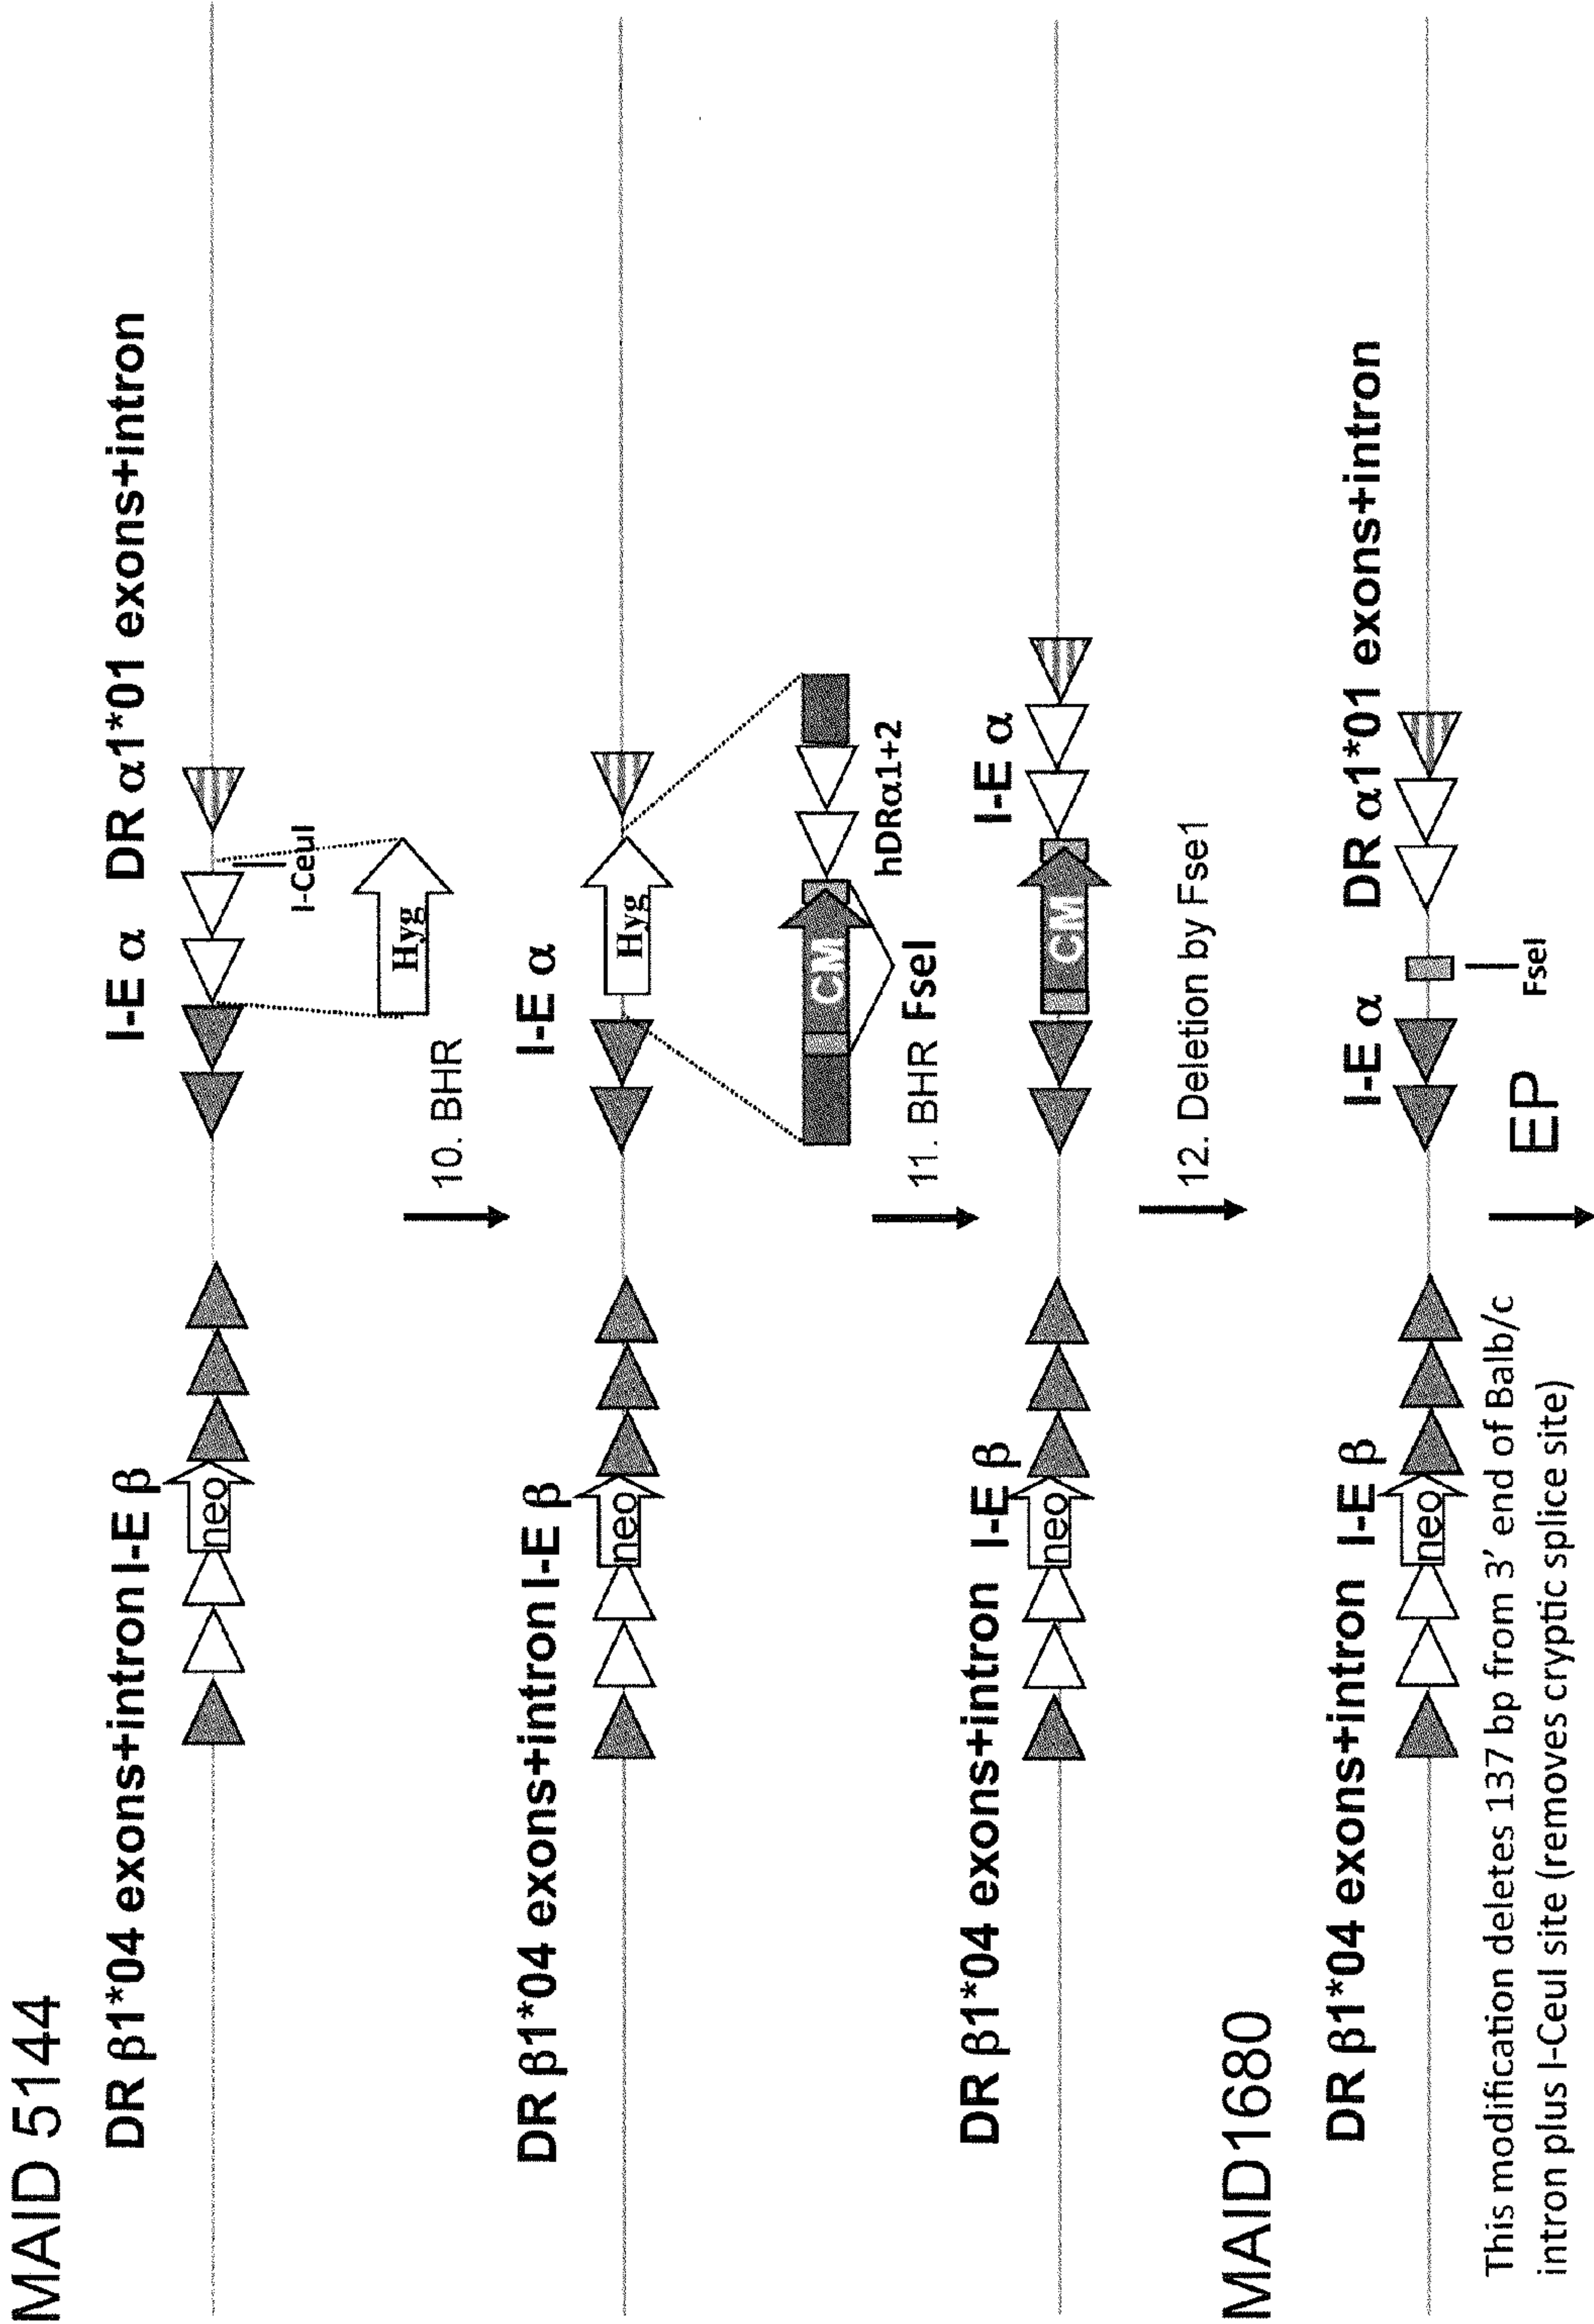 MAID 5144
DR β1*04 exons+intron I-E β
I-E α DR α1*01 exons+intron
neo
I-CeuI
Hyg
10. BHR
DR β1*04 exons+intron I-E β
I-E α
neo
Hyg
CM
hDRα1+2
11. BHR FseI
DR β1*04 exons+intron I-E β
I-E α
neo
CM
12. Deletion by Fse1
MAID1680
DR β1*04 exons+intron I-E β
I-E α DR α1*01 exons+intron
neo
FseI
EP
This modification deletes 137 bp from 3' end of Balb/c
intron plus I-CeuI site (removes cryptic splice site)